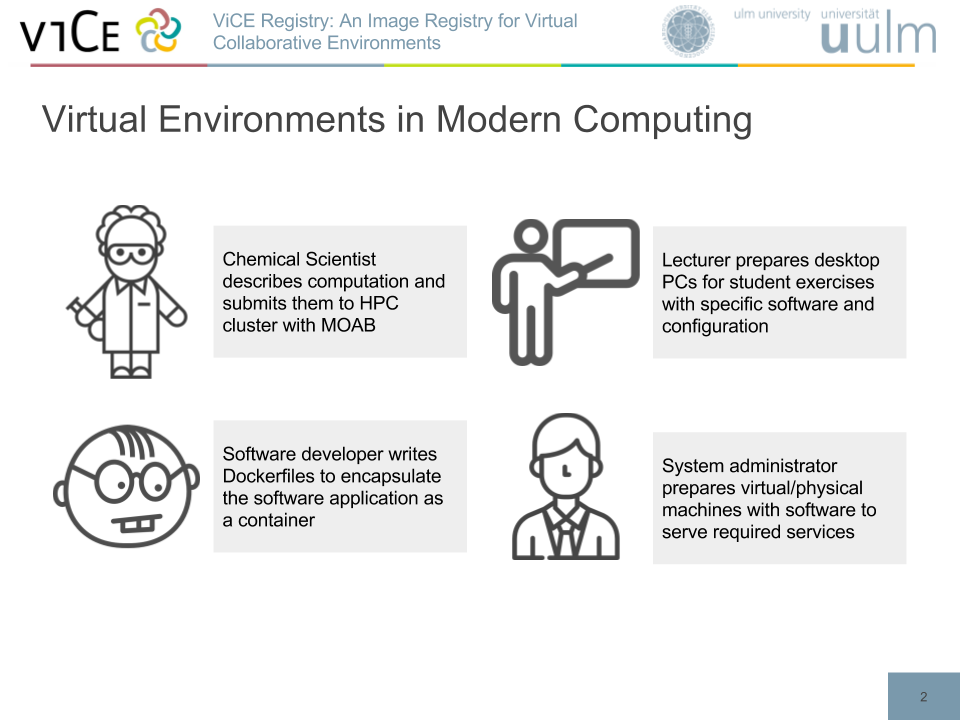 ViCE
ViCE Registry: An Image Registry for Virtual
Collaborative Environments
ulm university universität
uulm
Virtual Environments in Modern Computing
Chemical Scientist
describes computation and
submits them to HPC
cluster with MOAB
Lecturer prepares desktop
PCs for student exercises
with specific software and
configuration
Software developer writes
Dockerfiles to encapsulate
the software application as
a container
System administrator
prepares virtual/physical
machines with software to
serve required services
2